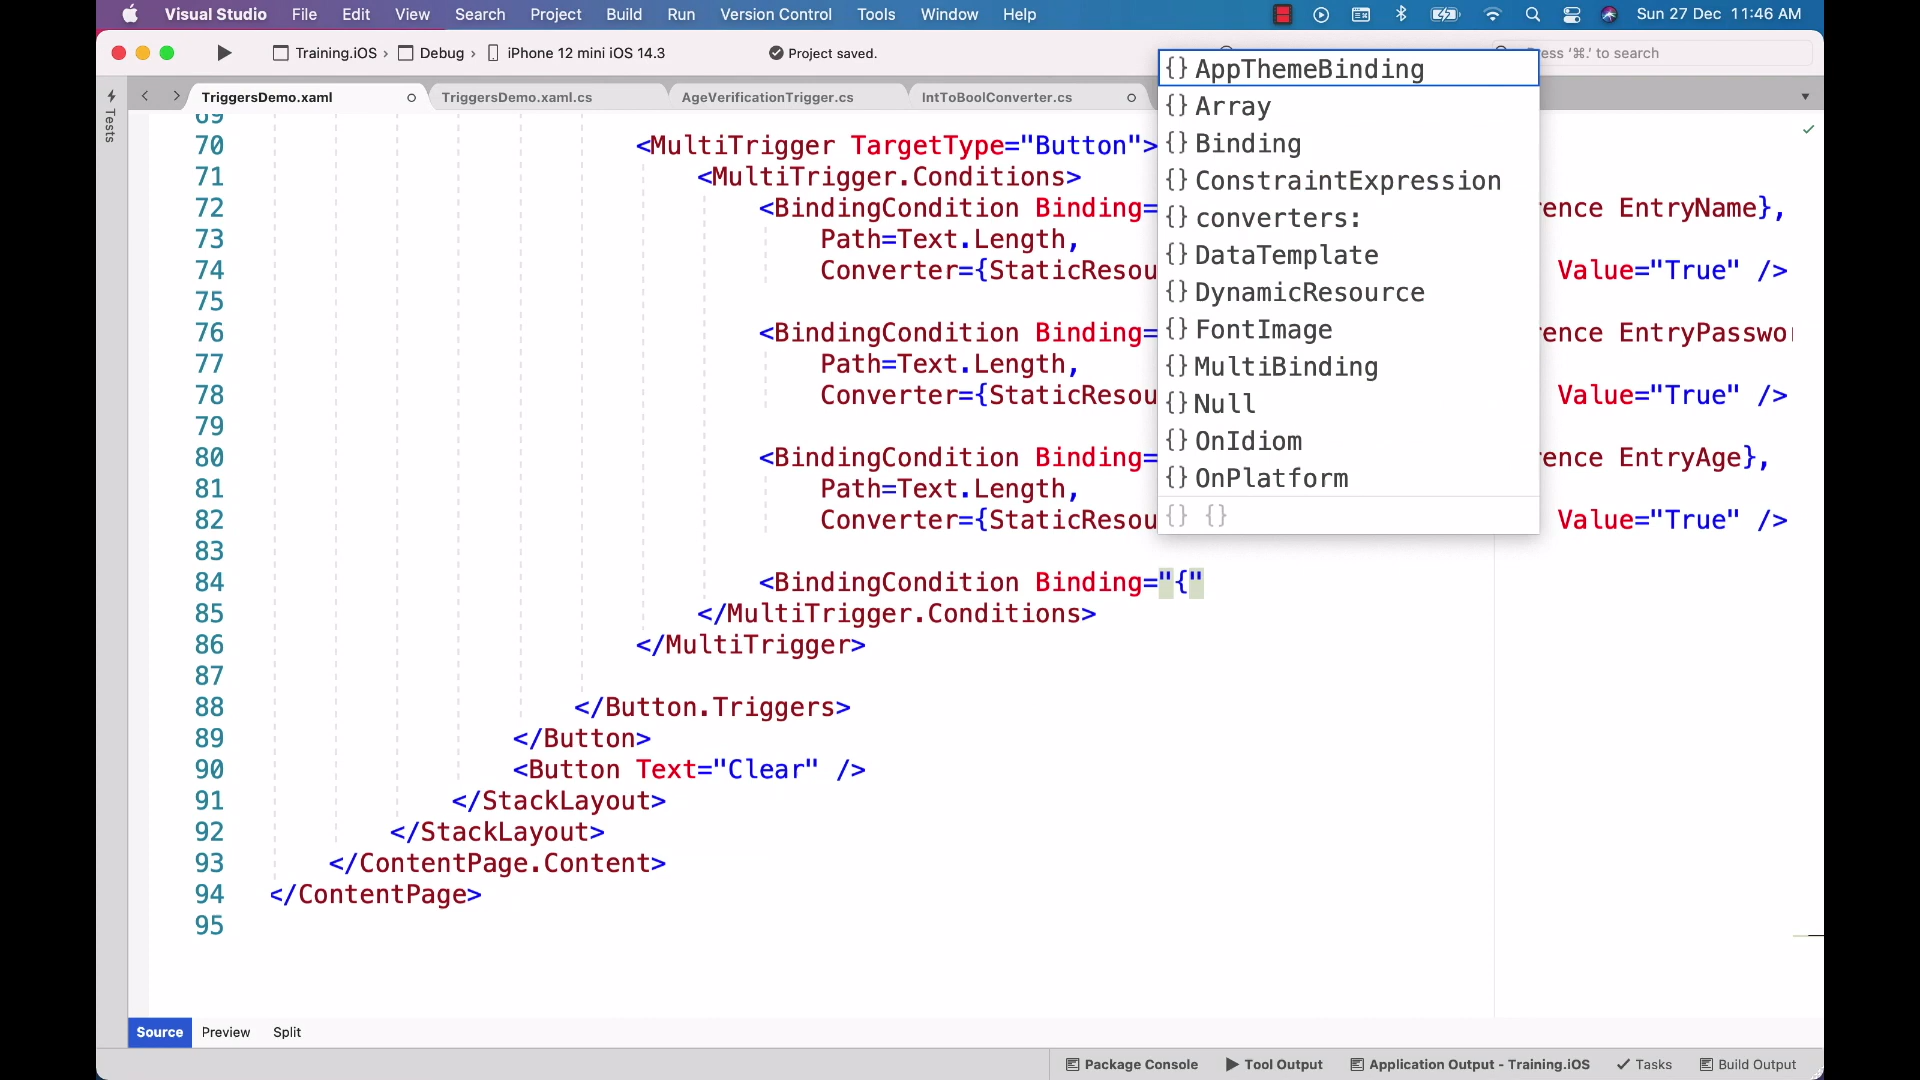 Visual Studio File Edit View Search Project Build Run Version Control Tools Window Help Sun 27 Dec 11:46 AM
Training.iOS › Debug › iPhone 12 mini iOS 14.3 Project saved. ess '⌘.' to search
TriggersDemo.xaml TriggersDemo.xaml.cs AgeVerificationTrigger.cs IntToBoolConverter.cs
Tests
69
70 <MultiTrigger TargetType="Button">
71 <MultiTrigger.Conditions>
72 <BindingCondition Binding= ence EntryName},
73 Path=Text.Length,
74 Converter={StaticResou Value="True" />
75
76 <BindingCondition Binding= ence EntryPasswo
77 Path=Text.Length,
78 Converter={StaticResou Value="True" />
79
80 <BindingCondition Binding= ence EntryAge},
81 Path=Text.Length,
82 Converter={StaticResou Value="True" />
83
84 <BindingCondition Binding="{"
85 </MultiTrigger.Conditions>
86 </MultiTrigger>
87
88 </Button.Triggers>
89 </Button>
90 <Button Text="Clear" />
91 </StackLayout>
92 </StackLayout>
93 </ContentPage.Content>
94 </ContentPage>
95
{} AppThemeBinding
{} Array
{} Binding
{} ConstraintExpression
{} converters:
{} DataTemplate
{} DynamicResource
{} FontImage
{} MultiBinding
{} Null
{} OnIdiom
{} OnPlatform
{} {}
Source Preview Split
Package Console Tool Output Application Output - Training.iOS Tasks Build Output